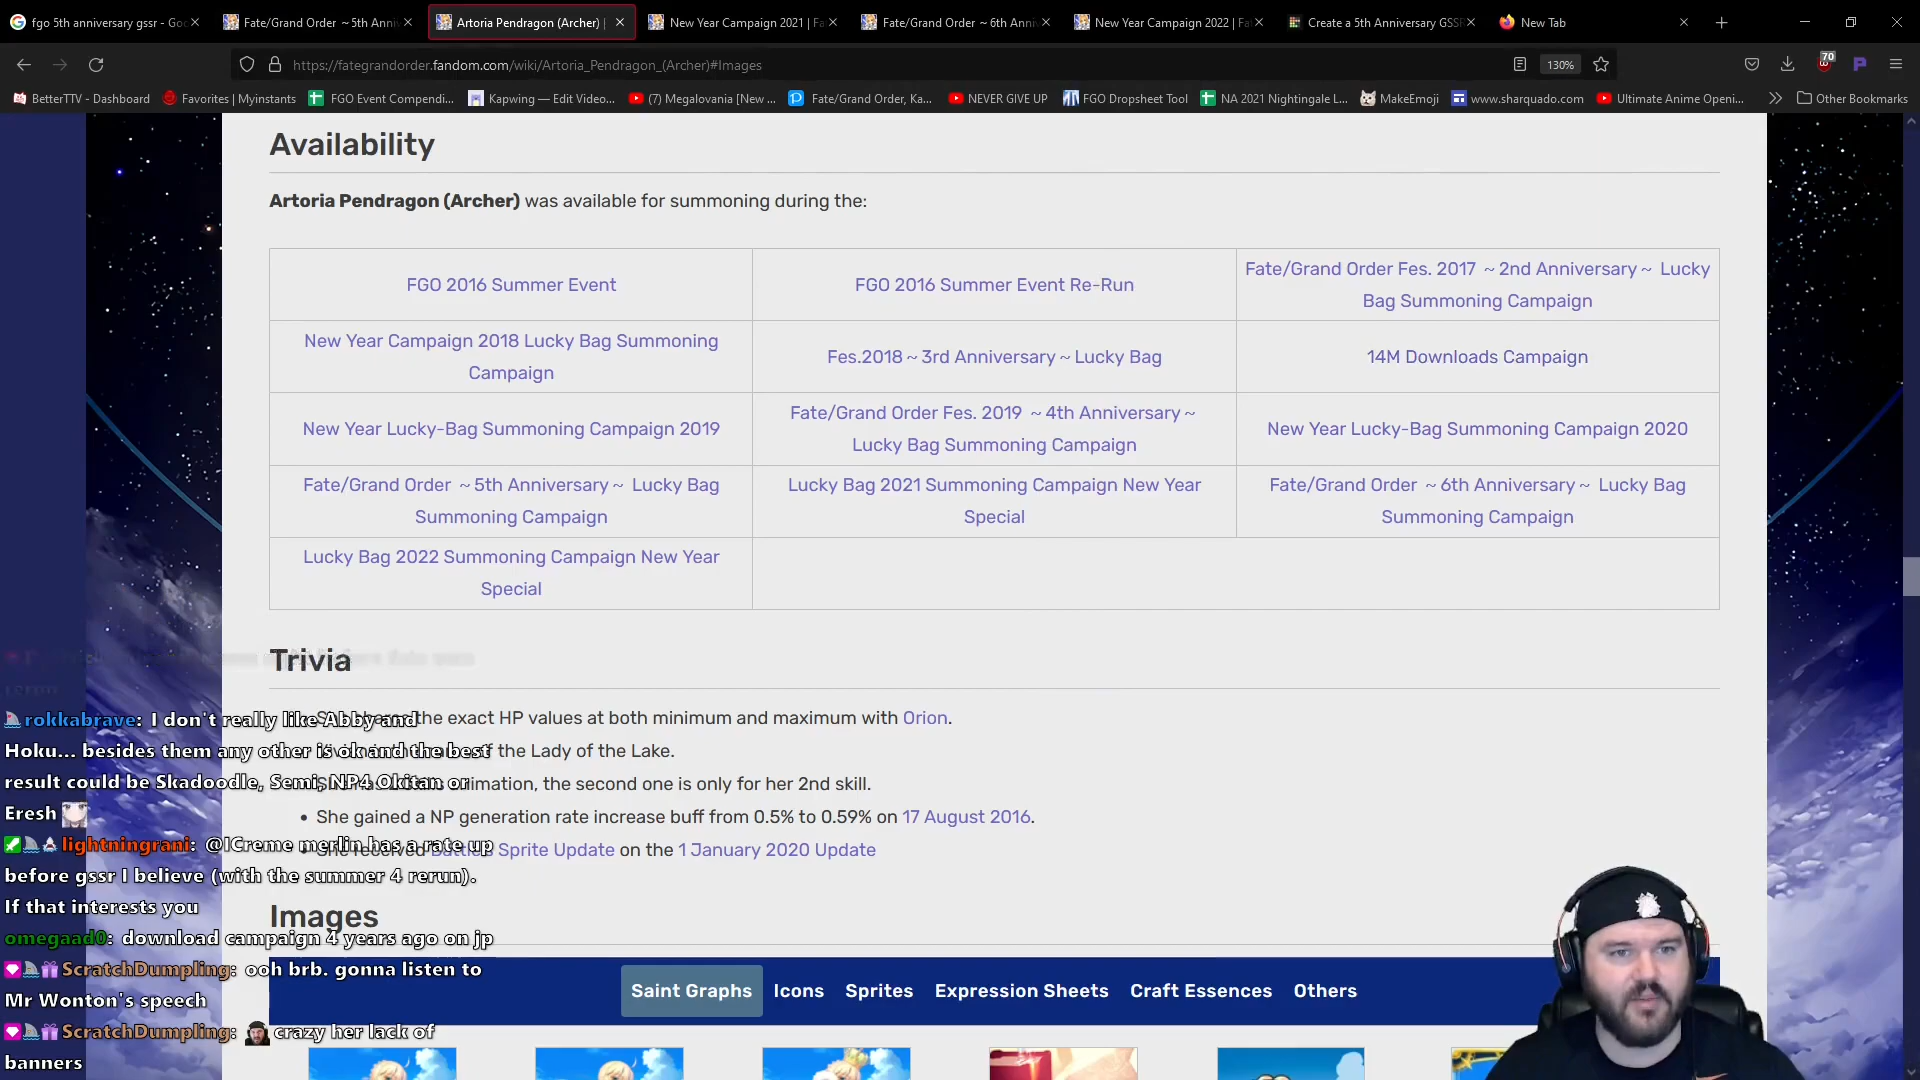 fgo 5th anniversary gssr - Goo
Fate/Grand Order ~5th Anniv
Artoria Pendragon (Archer) |
New Year Campaign 2021 | Fa
Fate/Grand Order ~6th Anniv
New Year Campaign 2022 | Fat
Create a 5th Anniversary GSSR
New Tab
https://fategrandorder.fandom.com/wiki/Artoria_Pendragon_(Archer)#Images
130%
70
BetterTTV - Dashboard
Favorites | Myinstants
FGO Event Compendi...
Kapwing — Edit Video...
(7) Megalovania [New ...
Fate/Grand Order, Ka...
NEVER GIVE UP
FGO Dropsheet Tool
NA 2021 Nightingale L...
MakeEmoji
www.sharquado.com
Ultimate Anime Openi...
Other Bookmarks
Availability
Artoria Pendragon (Archer) was available for summoning during the:
FGO 2016 Summer Event
FGO 2016 Summer Event Re-Run
Fate/Grand Order Fes. 2017 ~2nd Anniversary~ Lucky
Bag Summoning Campaign
New Year Campaign 2018 Lucky Bag Summoning
Campaign
Fes.2018 ~ 3rd Anniversary ~ Lucky Bag
14M Downloads Campaign
New Year Lucky-Bag Summoning Campaign 2019
Fate/Grand Order Fes. 2019 ~4th Anniversary~
Lucky Bag Summoning Campaign
New Year Lucky-Bag Summoning Campaign 2020
Fate/Grand Order ~5th Anniversary~ Lucky Bag
Summoning Campaign
Lucky Bag 2021 Summoning Campaign New Year
Special
Fate/Grand Order ~6th Anniversary~ Lucky Bag
Summoning Campaign
Lucky Bag 2022 Summoning Campaign New Year
Special
Trivia
the exact HP values at both minimum and maximum with Orion.
f the Lady of the Lake.
nimation, the second one is only for her 2nd skill.
She gained a NP generation rate increase buff from 0.5% to 0.59% on 17 August 2016.
She received Battle Sprite Update on the 1 January 2020 Update
Images
Saint Graphs
Icons
Sprites
Expression Sheets
Craft Essences
Others
rokkabrave: I don't really like Abby and
Hoku... besides them any other is ok and the best
result could be Skadoodle, Semi, NP4 Okitan or
Eresh
lightningrani: @ICreme merlin has a rate up
before gssr I believe (with the summer 4 rerun).
If that interests you
omegaad0: download campaign 4 years ago on jp
ScratchDumpling: ooh brb. gonna listen to
Mr Wonton's speech
ScratchDumpling: crazy her lack of
banners